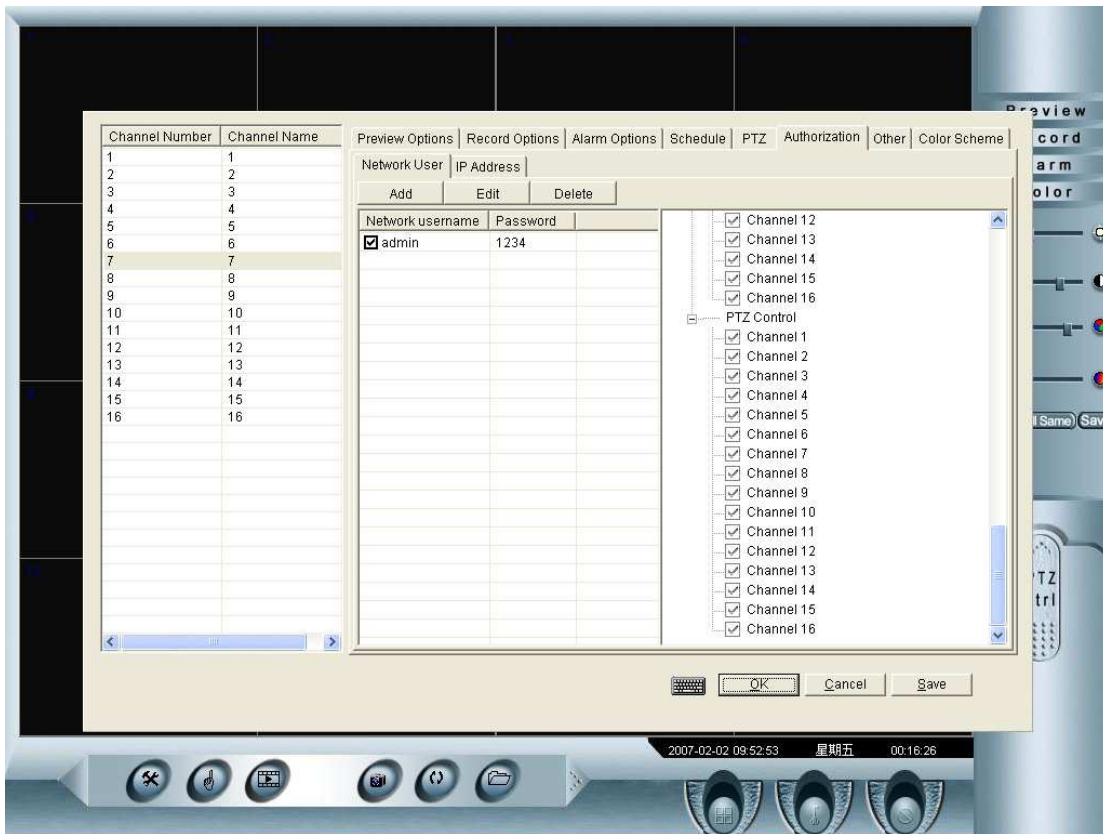 Preview
cord
arm
olor
l Same) Sav
TZ
trl
Channel Number Channel Name
1 1
2 2
3 3
4 4
5 5
6 6
7 7
8 8
9 9
10 10
11 11
12 12
13 13
14 14
15 15
16 16
Preview Options Record Options Alarm Options Schedule PTZ Authorization Other Color Scheme
Network User IP Address
Add Edit Delete
Network username Password
admin 1234
Channel 12
Channel 13
Channel 14
Channel 15
Channel 16
PTZ Control
Channel 1
Channel 2
Channel 3
Channel 4
Channel 5
Channel 6
Channel 7
Channel 8
Channel 9
Channel 10
Channel 11
Channel 12
Channel 13
Channel 14
Channel 15
Channel 16
OK Cancel Save
2007-02-02 09:52:53 星期五 00:16:26